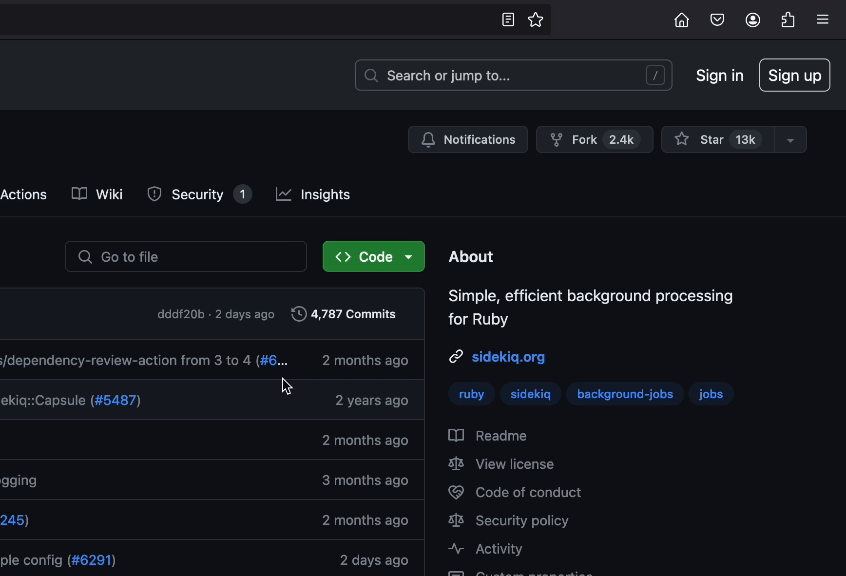 Search or jump to... /
Sign in
Sign up
Notifications
Fork 2.4k
Star 13k
Actions
Wiki
Security 1
Insights
Go to file
Code
dddf20b · 2 days ago
4,787 Commits
s/dependency-review-action from 3 to 4 (#6... 2 months ago
ekiq::Capsule (#5487) 2 years ago
2 months ago
ogging 3 months ago
245) 2 months ago
ple config (#6291) 2 days ago
About
Simple, efficient background processing
for Ruby
sidekiq.org
ruby sidekiq background-jobs jobs
Readme
View license
Code of conduct
Security policy
Activity
Custom properties